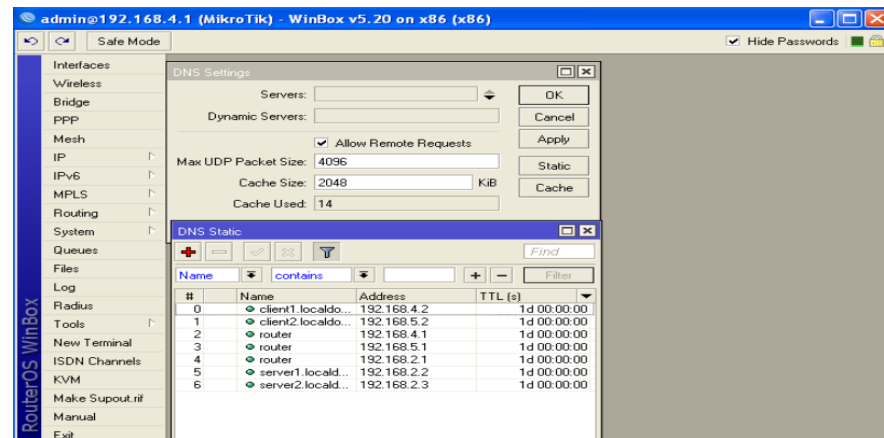 admin@192.168.4.1 (MikroTik) - WinBox v5.20 on x86 (x86)
Safe Mode
Hide Passwords
Interfaces
Wireless
Bridge
PPP
Mesh
IP
IPv6
MPLS
Routing
System
Queues
Files
Log
Radius
Tools
New Terminal
ISDN Channels
KVM
Make Supout.rif
Manual
Exit
RouterOS WinBox
DNS Settings
Servers:
OK
Dynamic Servers:
Cancel
Allow Remote Requests
Apply
Max UDP Packet Size: 4096
Static
Cache Size: 2048 KiB
Cache
Cache Used: 14
DNS Static
Find
Name contains Filter
# Name Address TTL (s)
0 client1.localdo... 192.168.4.2 1d 00:00:00
1 client2.localdo... 192.168.5.2 1d 00:00:00
2 router 192.168.4.1 1d 00:00:00
3 router 192.168.5.1 1d 00:00:00
4 router 192.168.2.1 1d 00:00:00
5 server1.locald... 192.168.2.2 1d 00:00:00
6 server2.locald... 192.168.2.3 1d 00:00:00